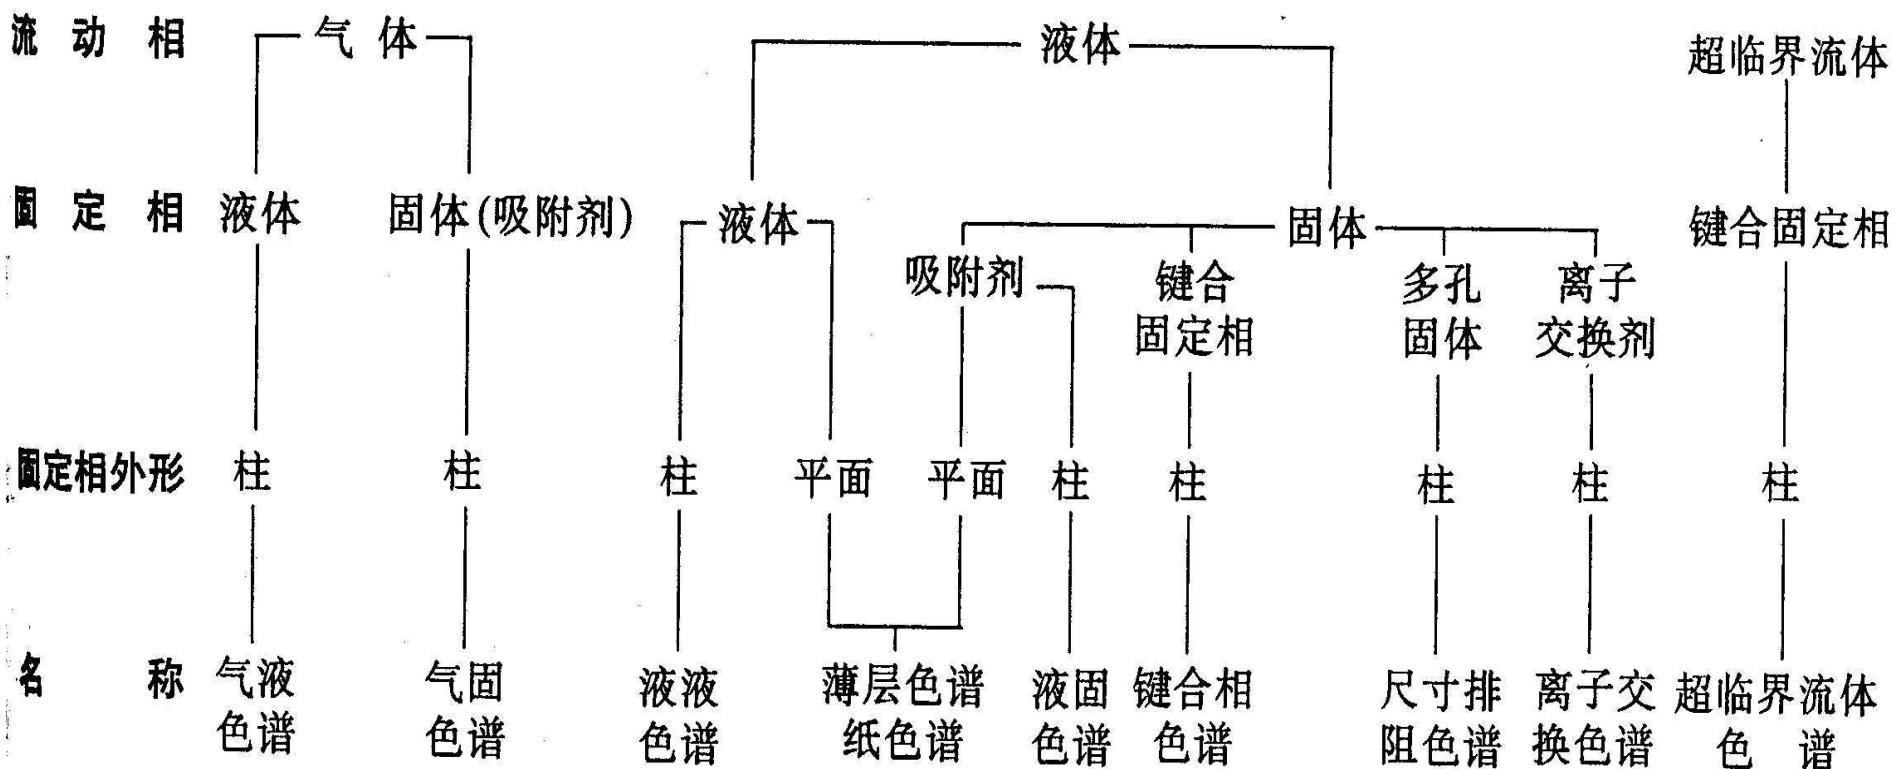 流动相 气体 液体 超临界流体
固定相 液体 固体(吸附剂) 液体 固体 键合固定相
吸附剂 键合 多孔 离子
固定相 固体 交换剂
固定相外形 柱 柱 柱 平面 平面 柱 柱 柱 柱 柱
名称 气液 气固 液液 薄层色谱 液固 键合相 尺寸排 离子交 超临界流体
色谱 色谱 色谱 纸色谱 色谱 色谱 阻色谱 换色谱 色谱